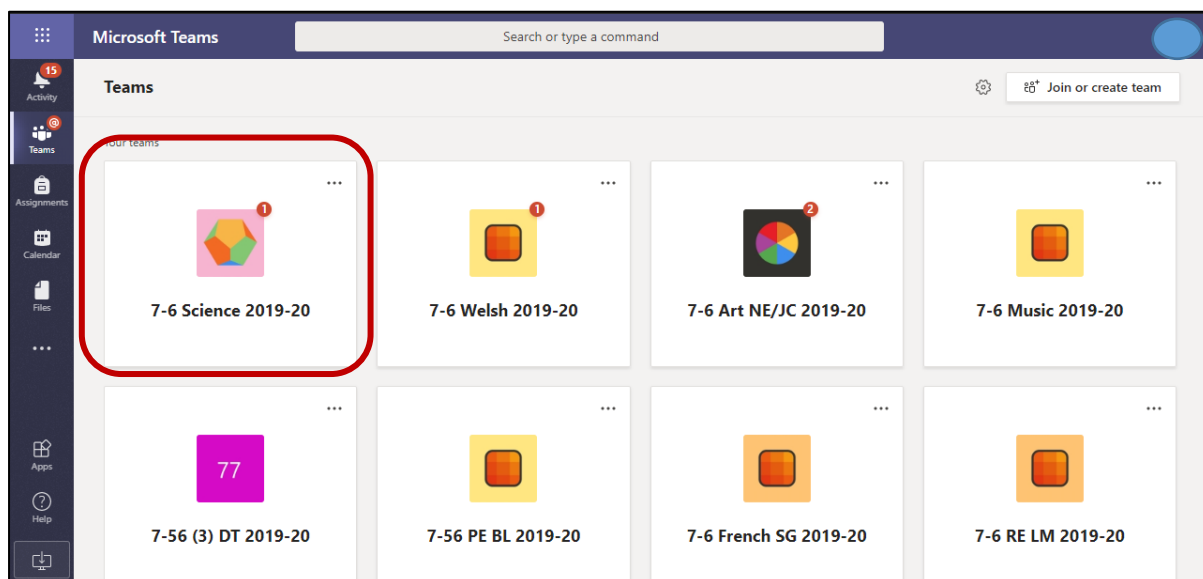 Microsoft Teams
Search or type a command
15
Activity
Teams
Join or create team
@
Teams
Your teams
Assignments
Calendar
Files
1
7-6 Science 2019-20
1
7-6 Welsh 2019-20
2
7-6 Art NE/JC 2019-20
7-6 Music 2019-20
Apps
Help
77
7-56 (3) DT 2019-20
7-56 PE BL 2019-20
7-6 French SG 2019-20
7-6 RE LM 2019-20